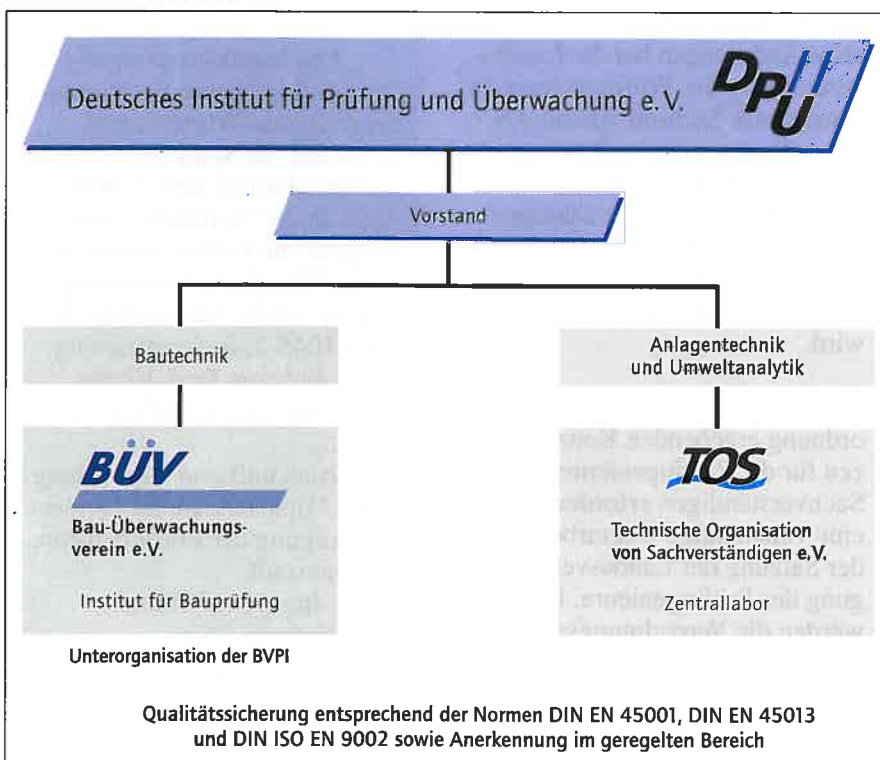 Deutsches Institut für Prüfung und Überwachung e.V.
DPÜ
Vorstand
Bautechnik
Anlagentechnik
und Umweltanalytik
BÜV
Bau-Überwachungs-
verein e.V.
Institut für Bauprüfung
Unterorganisation der BVPI
TOS
Technische Organisation
von Sachverständigen e.V.
Zentrallabor
Qualitätssicherung entsprechend der Normen DIN EN 45001, DIN EN 45013
und DIN ISO EN 9002 sowie Anerkennung im geregelten Bereich